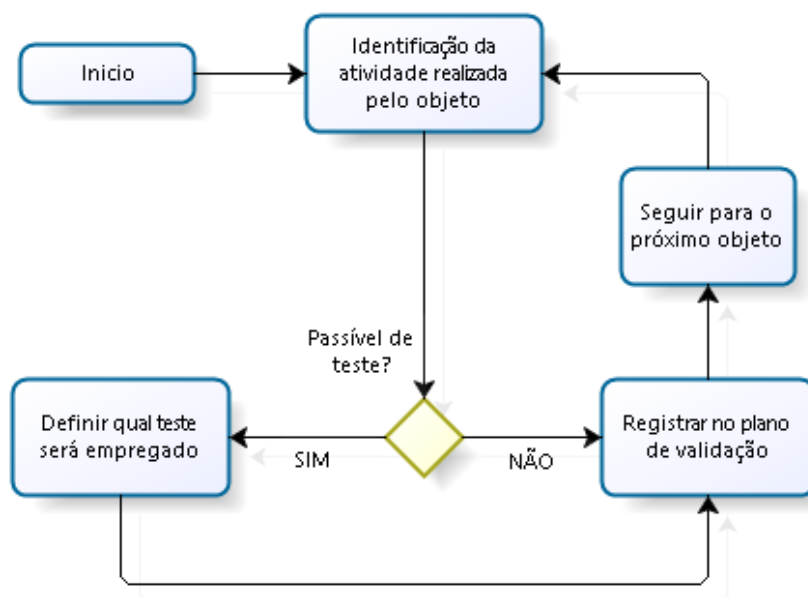 Inicio
Identificação da
atividade realizada
pelo objeto
Seguir para o
próximo objeto
Passível de
teste?
Definir qual teste
será empregado
SIM
NÃO
Registrar no plano
de validação